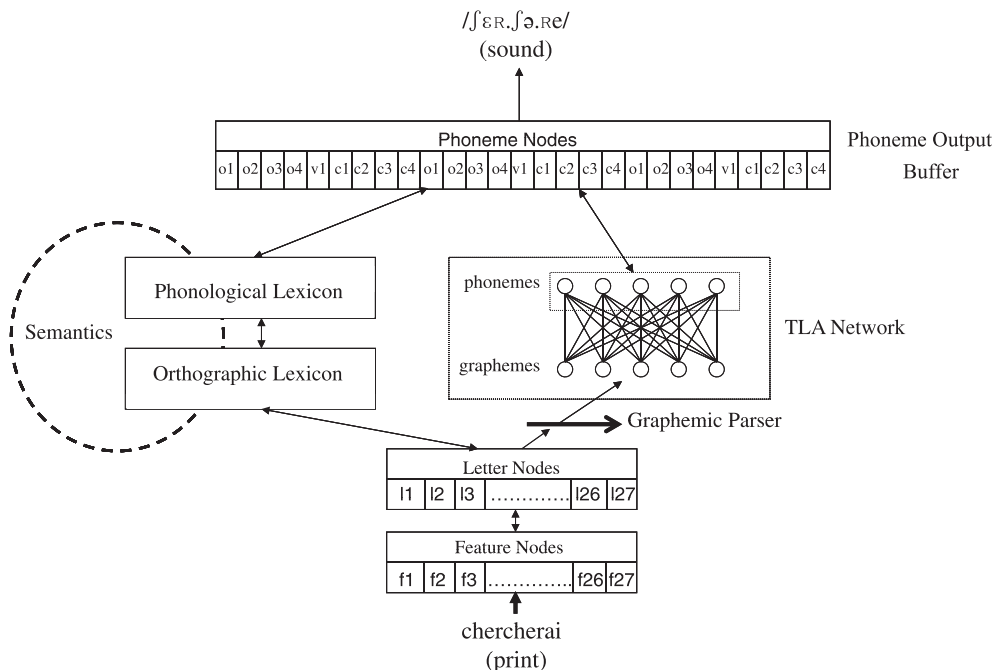 /ʃɛʀ.ʃə.ʀe/
(sound)
Phoneme Nodes
o1 o2 o3 o4 v1 c1 c2 c3 c4 o1 o2 o3 o4 v1 c1 c2 c3 c4 o1 o2 o3 o4 v1 c1 c2 c3 c4
Phoneme Output
Buffer
Semantics
Phonological Lexicon
Orthographic Lexicon
phonemes
graphemes
TLA Network
Graphemic Parser
Letter Nodes
l1 l2 l3 .............. l26 l27
Feature Nodes
f1 f2 f3 ............... f26 f27
chercherai
(print)